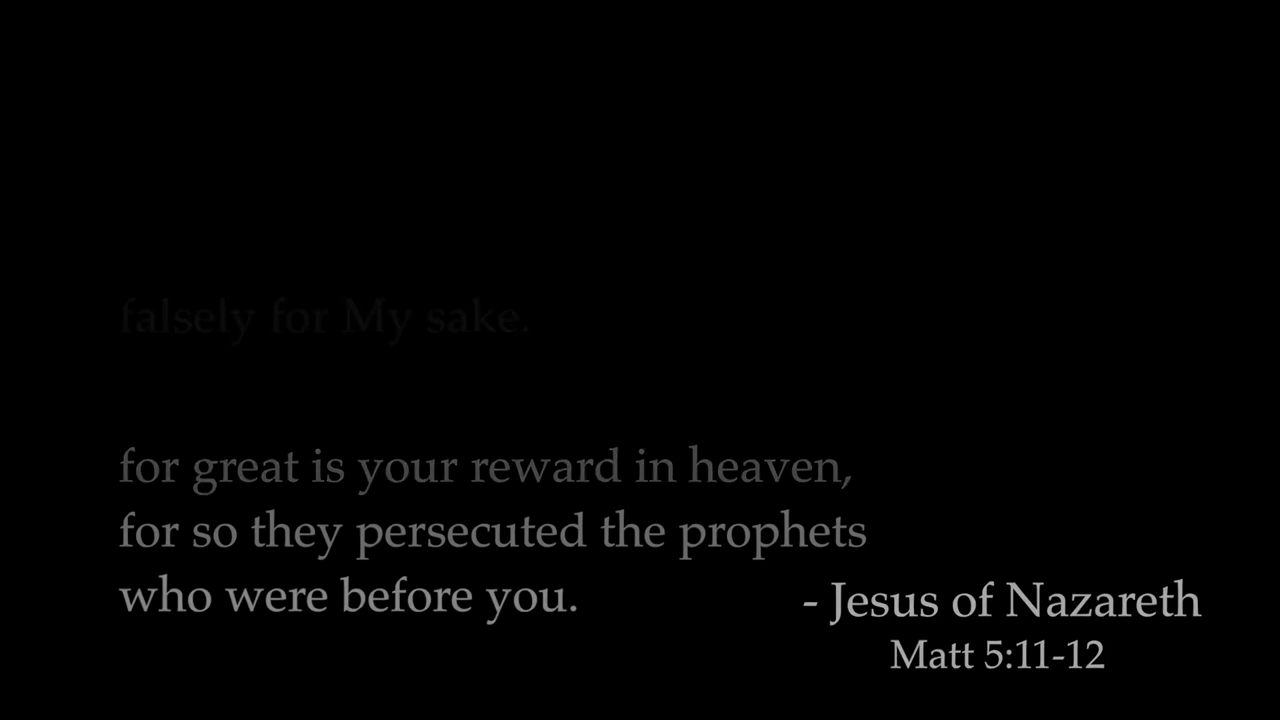 falsely for My sake.
for great is your reward in heaven,
for so they persecuted the prophets
who were before you.
- Jesus of Nazareth
Matt 5:11-12